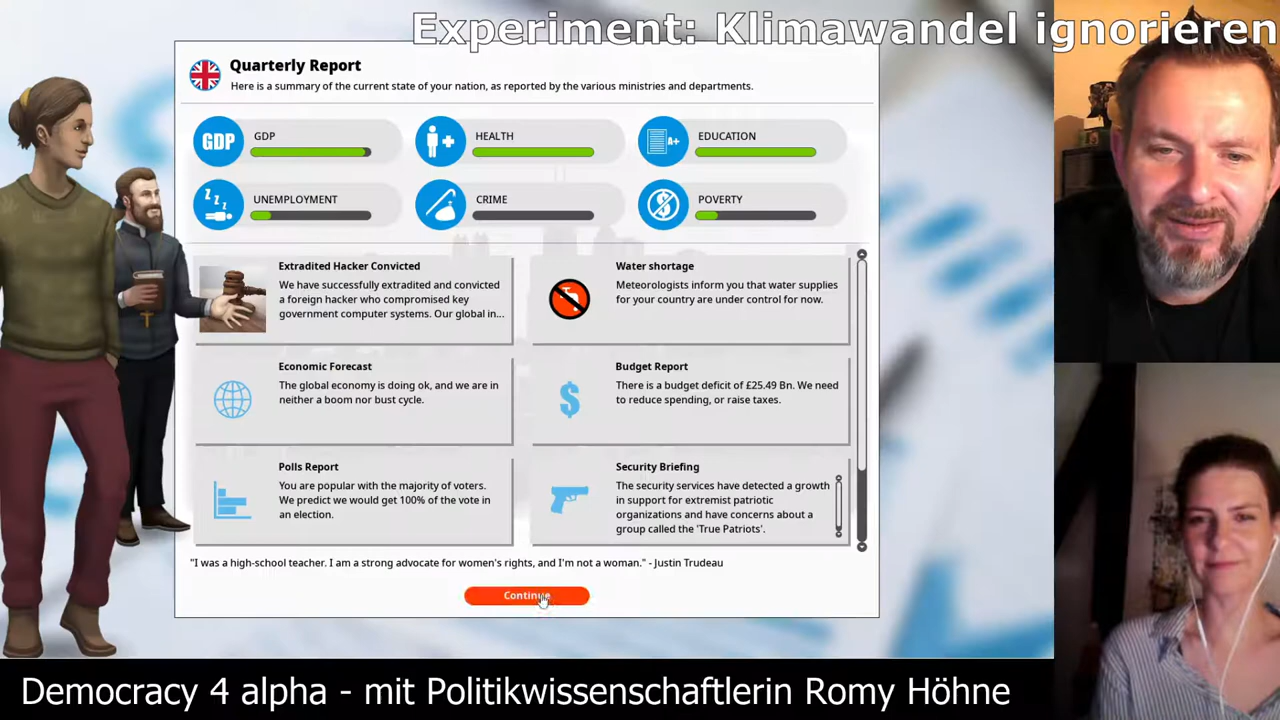 Experiment: Klimawandel ignorieren
Quarterly Report
Here is a summary of the current state of your nation, as reported by the various ministries and departments.
GDP
GDP
HEALTH
A+
EDUCATION
Z Z Z
UNEMPLOYMENT
CRIME
$
POVERTY
Extradited Hacker Convicted
We have successfully extradited and convicted
a foreign hacker who compromised key
government computer systems. Our global in...
Water shortage
Meteorologists inform you that water supplies
for your country are under control for now.
Economic Forecast
The global economy is doing ok, and we are in
neither a boom nor bust cycle.
Budget Report
$
There is a budget deficit of £25.49 Bn. We need
to reduce spending, or raise taxes.
Polls Report
You are popular with the majority of voters.
We predict we would get 100% of the vote in
an election.
Security Briefing
The security services have detected a growth
in support for extremist patriotic
organizations and have concerns about a
group called the 'True Patriots'.
"I was a high-school teacher. I am a strong advocate for women's rights, and I'm not a woman." - Justin Trudeau
Continue
Democracy 4 alpha - mit Politikwissenschaftlerin Romy Höhne